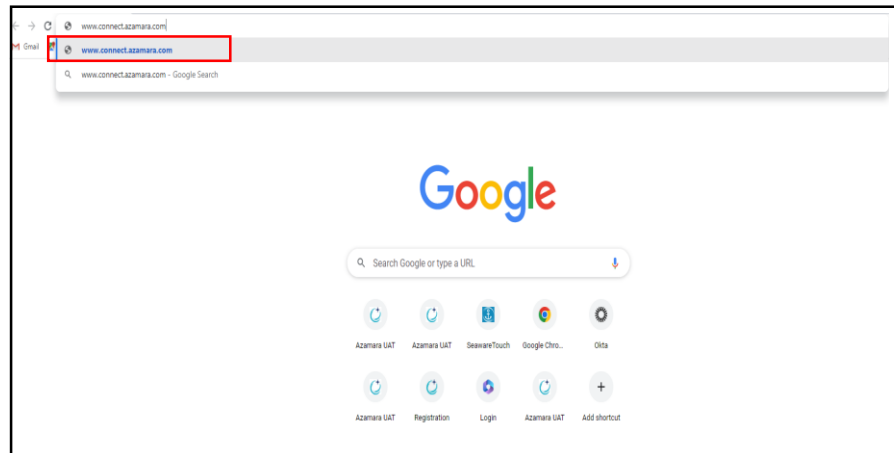 www.connect.azamara.com
Gmail
www.connect.azamara.com
www.connect.azamara.com - Google Search
Google
Search Google or type a URL
Azamara UAT Azamara UAT SeawareTouch Google Chro... Okta
Azamara UAT Registration Login Azamara UAT Add shortcut